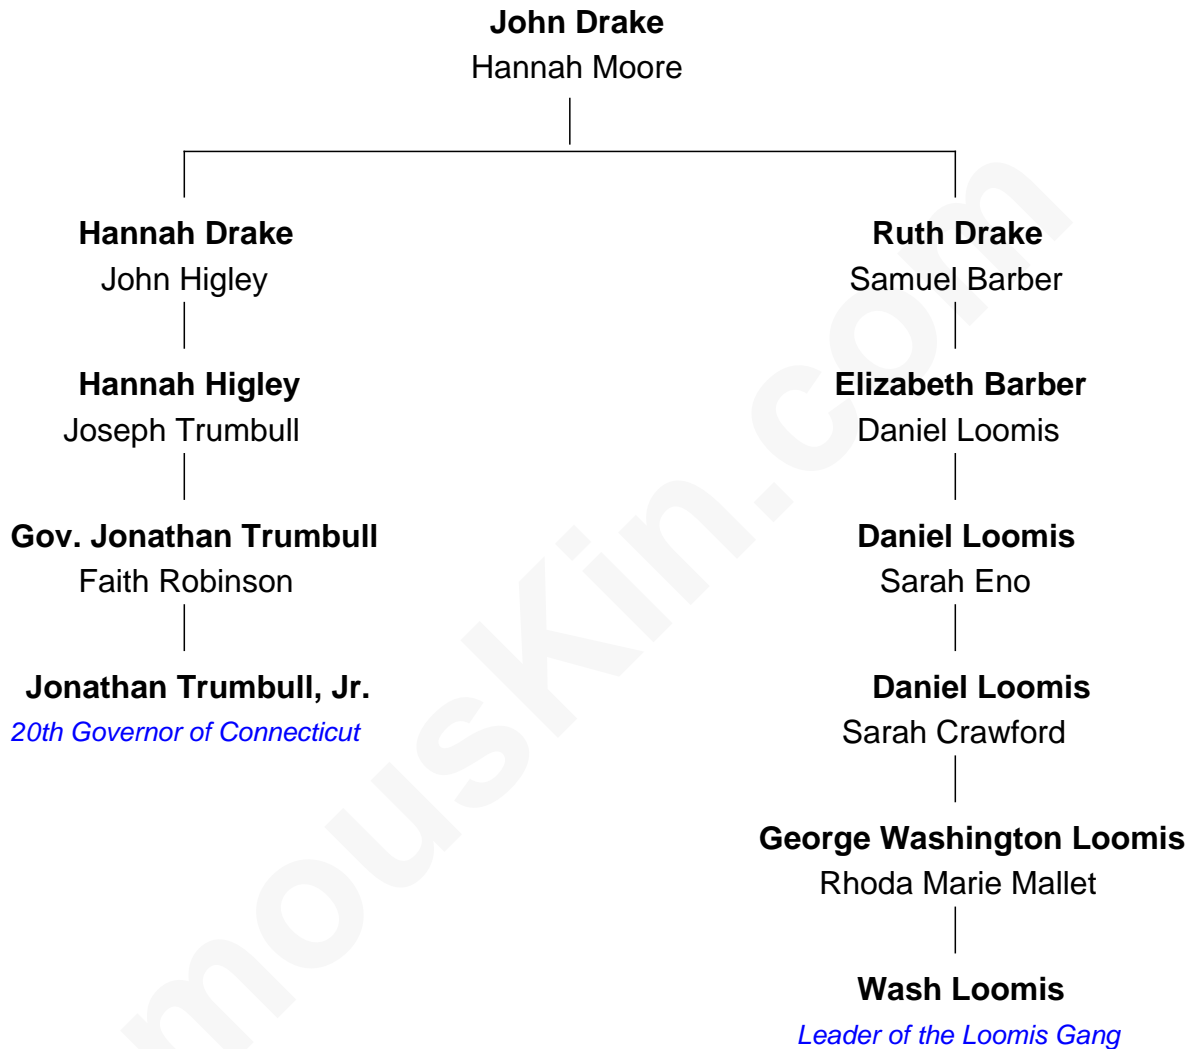 John Drake
Hannah Moore
Hannah Drake
John Higley
Hannah Higley
Joseph Trumbull
Gov. Jonathan Trumbull
Faith Robinson
Jonathan Trumbull, Jr.
20th Governor of Connecticut
Ruth Drake
Samuel Barber
Elizabeth Barber
Daniel Loomis
Daniel Loomis
Sarah Eno
Daniel Loomis
Sarah Crawford
George Washington Loomis
Rhoda Marie Mallet
Wash Loomis
Leader of the Loomis Gang
mouskin.com